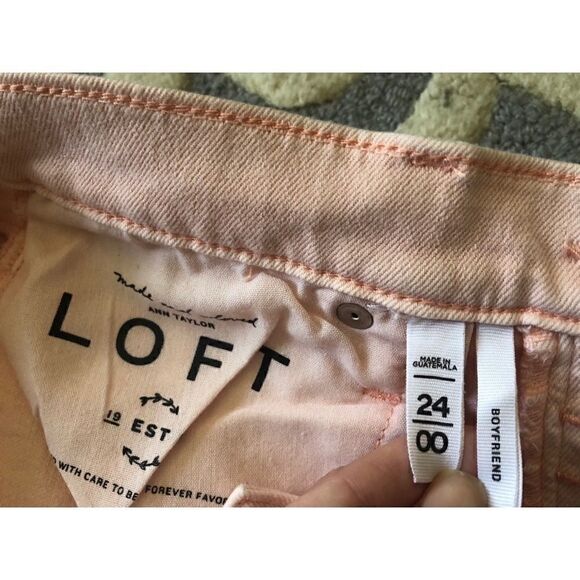 made and loved
ANN TAYLOR
LOFT
19 EST
WITH CARE TO BE FOREVER FAVOR
MADE IN
GUATEMALA
24
00
BOYFRIEND